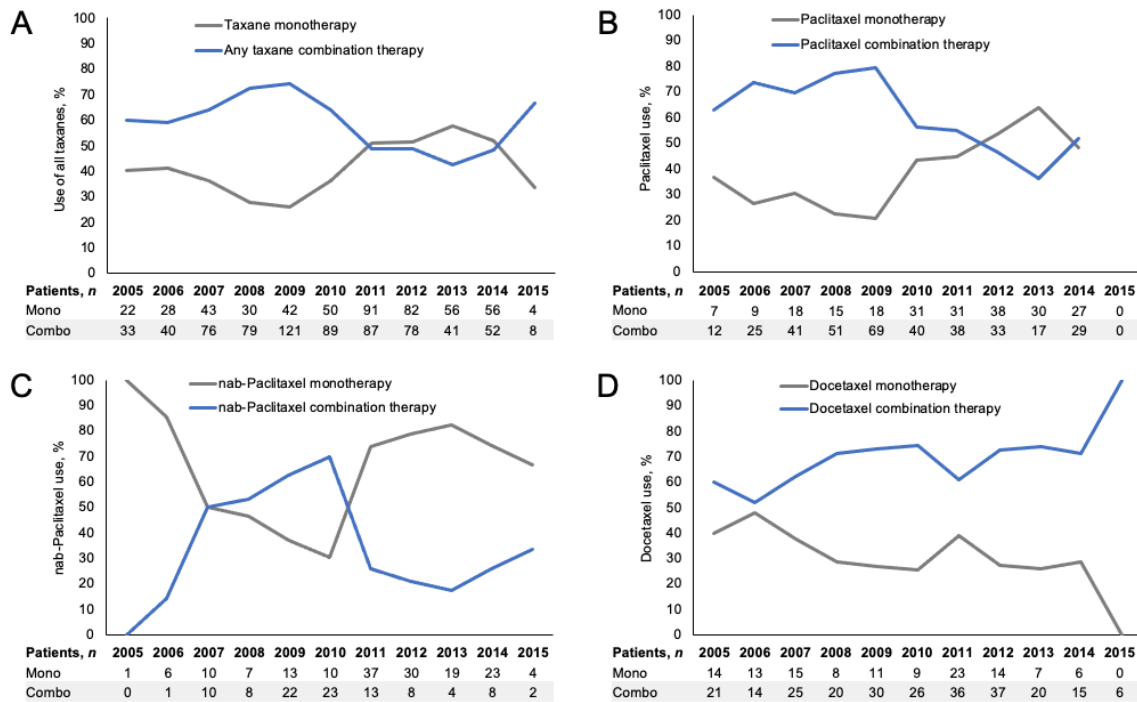 A
100
90
80
70
60
50
40
30
20
10
0
Use of all taxanes, %
Taxane monotherapy
Any taxane combination therapy
Patients, n 2005 2006 2007 2008 2009 2010 2011 2012 2013 2014 2015
Mono 22 28 43 30 42 50 91 82 56 56 4
Combo 33 40 76 79 121 89 87 78 41 52 8
B
100
90
80
70
60
50
40
30
20
10
0
Paclitaxel use, %
Paclitaxel monotherapy
Paclitaxel combination therapy
Patients, n 2005 2006 2007 2008 2009 2010 2011 2012 2013 2014 2015
Mono 7 9 18 15 18 31 31 38 30 27 0
Combo 12 25 41 51 69 40 38 33 17 29 0
C
100
90
80
70
60
50
40
30
20
10
0
nab-Paclitaxel use, %
nab-Paclitaxel monotherapy
nab-Paclitaxel combination therapy
Patients, n 2005 2006 2007 2008 2009 2010 2011 2012 2013 2014 2015
Mono 1 6 10 7 13 10 37 30 19 23 4
Combo 0 1 10 8 22 23 13 8 4 8 2
D
100
90
80
70
60
50
40
30
20
10
0
Docetaxel use, %
Docetaxel monotherapy
Docetaxel combination therapy
Patients, n 2005 2006 2007 2008 2009 2010 2011 2012 2013 2014 2015
Mono 14 13 15 8 11 9 23 14 7 6 0
Combo 21 14 25 20 30 26 36 37 20 15 6